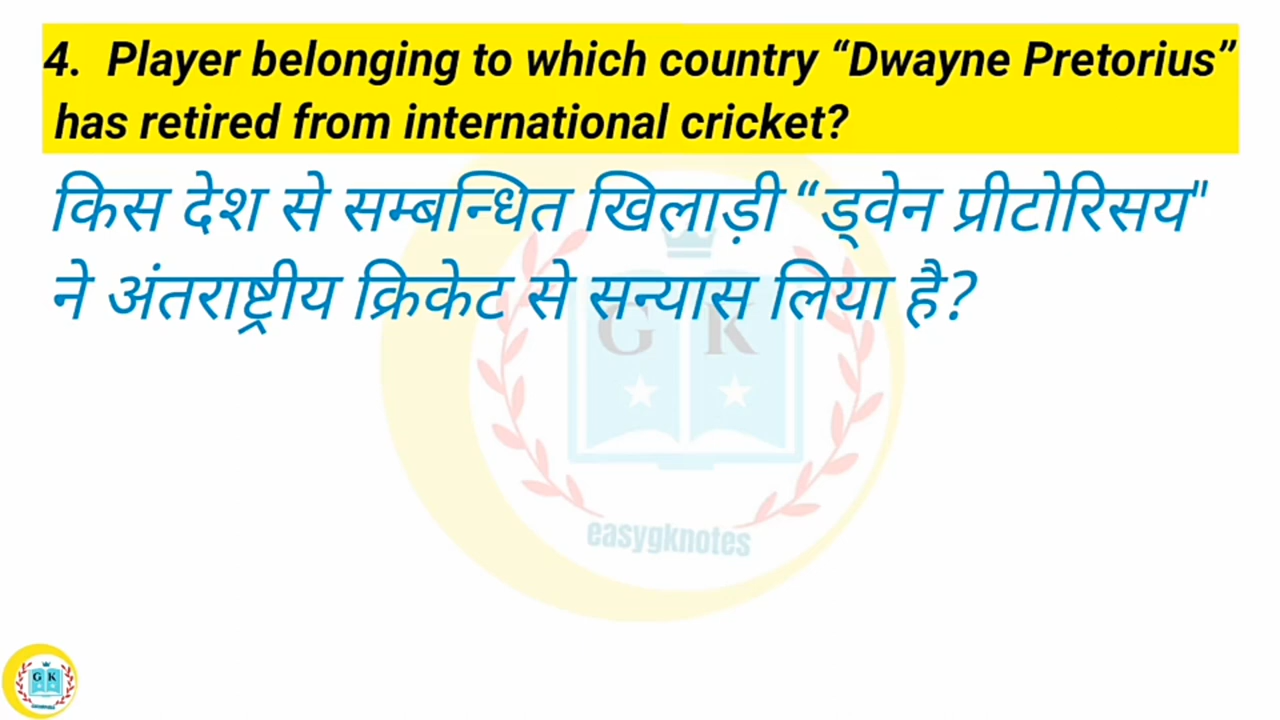 4. Player belonging to which country “Dwayne Pretorius”
has retired from international cricket?
किस देश से सम्बन्धित खिलाड़ी “ड्वेन प्रीटोरिसय"
ने अंतराष्ट्रीय क्रिकेट से सन्यास लिया है?
G K
easygknotes
G K